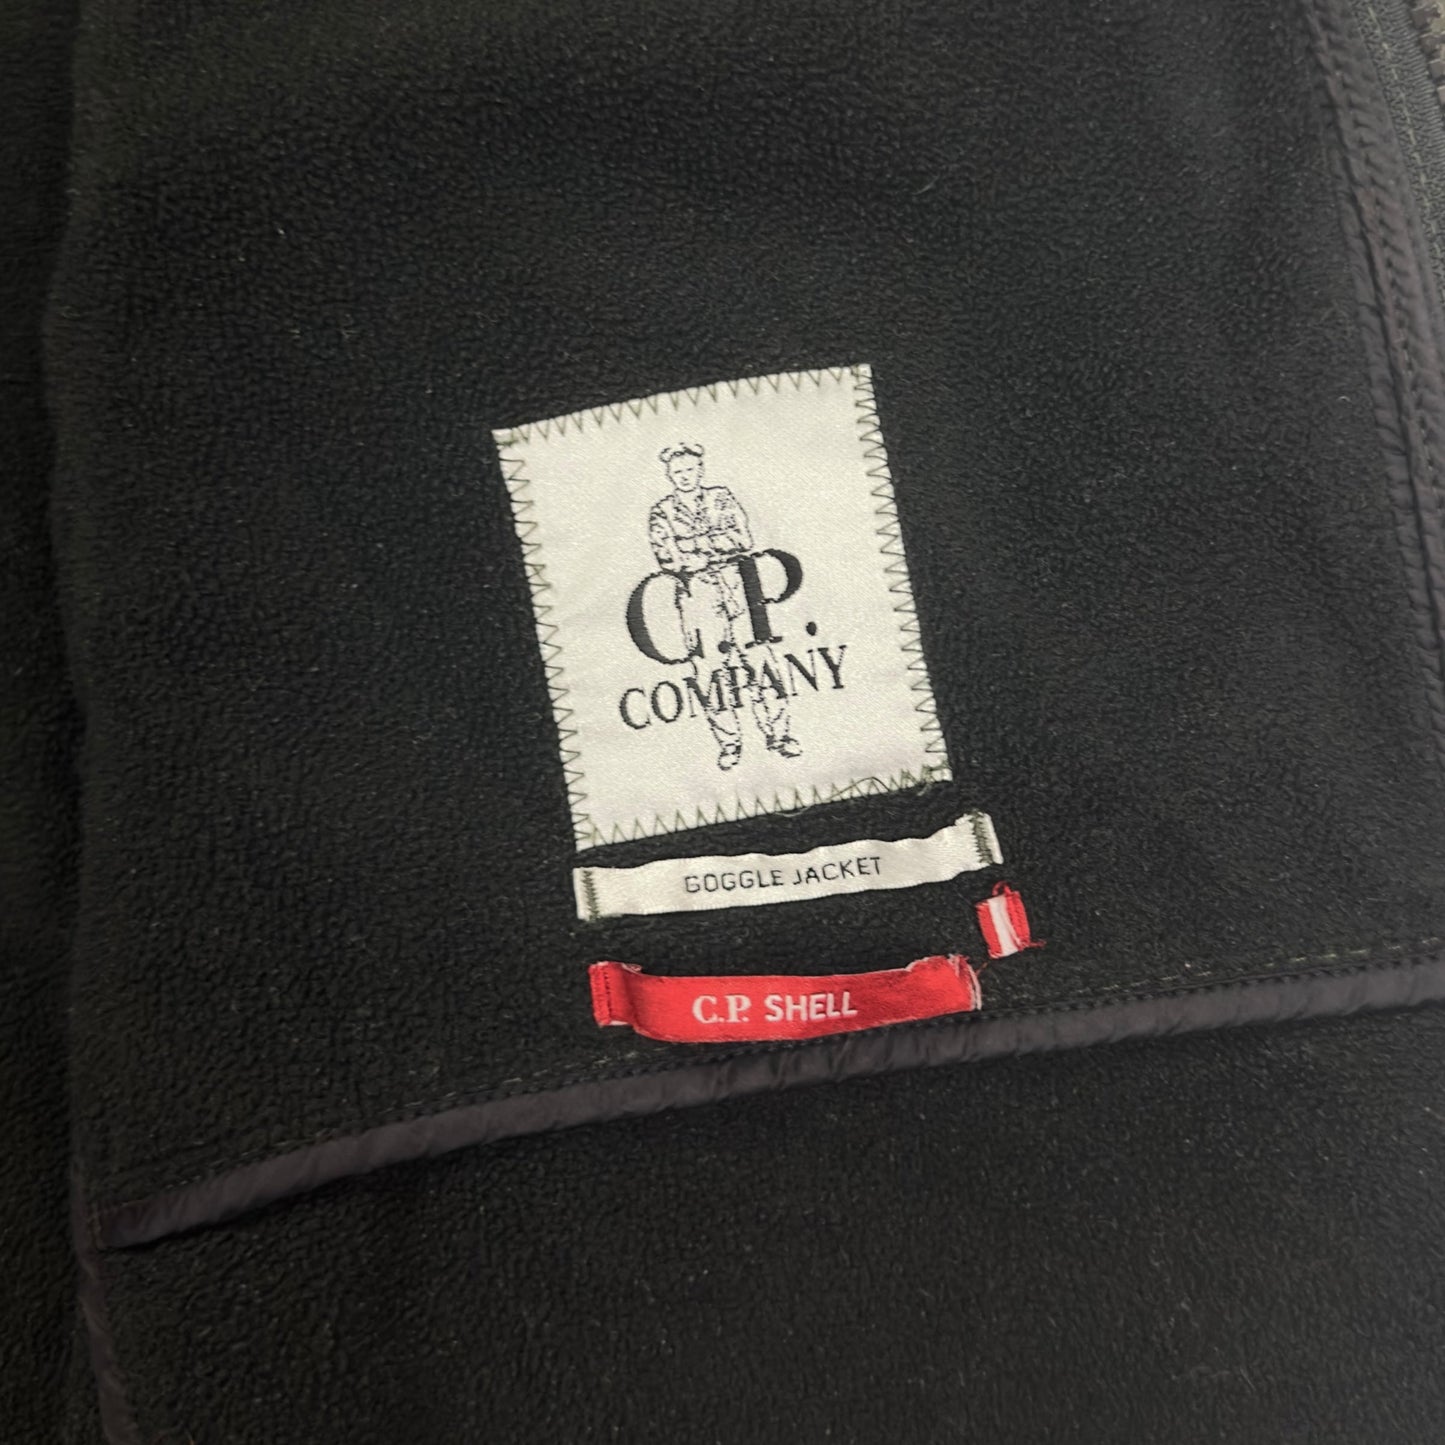 C.P.
COMPANY
GOGGLE JACKET
C.P. SHELL